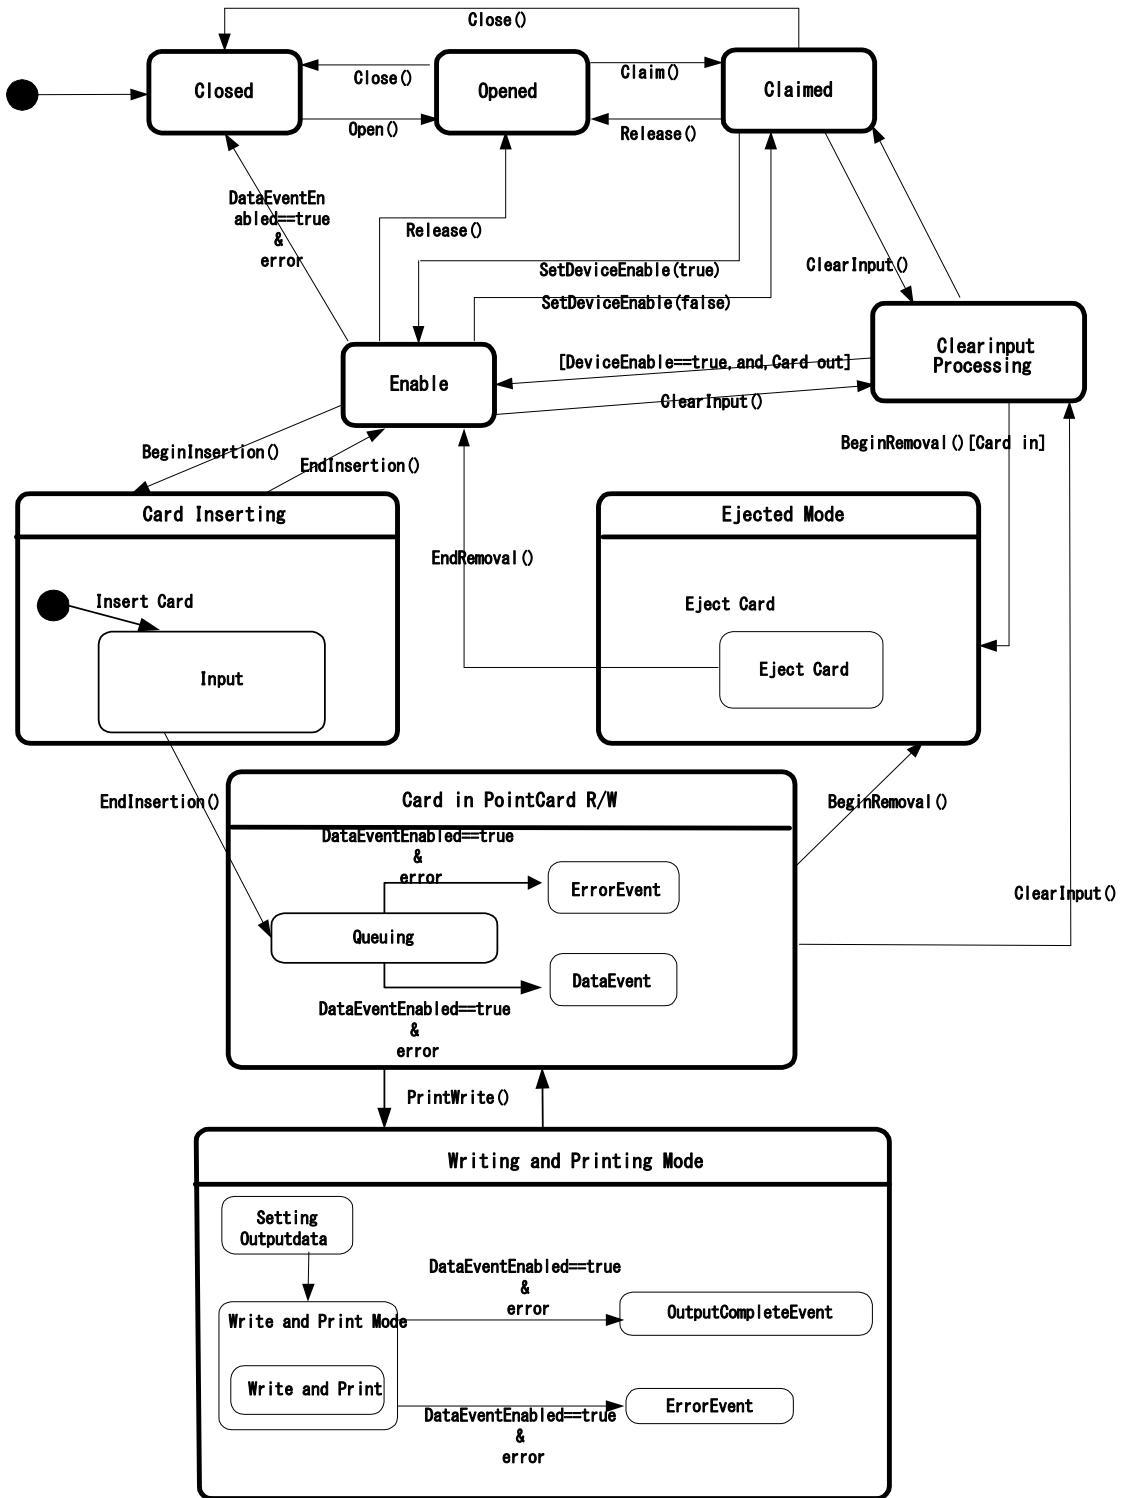 Close()
Closed
Close()
Open()
Opened
Claim()
Release()
Claimed
DataEventEn
abled==true
&
error
Release()
SetDeviceEnable(true)
SetDeviceEnable(false)
ClearInput()
Clearinput
Processing
Enable
[DeviceEnable==true,and,Card out]
ClearInput()
BeginInsertion()
EndInsertion()
BeginRemoval()[Card in]
Card Inserting
Ejected Mode
EndRemoval()
Insert Card
Input
Eject Card
Eject Card
EndInsertion()
Card in PointCard R/W
BeginRemoval()
DataEventEnabled==true
&
error
ErrorEvent
ClearInput()
Queuing
DataEvent
DataEventEnabled==true
&
error
PrintWrite()
Writing and Printing Mode
Setting
Outputdata
DataEventEnabled==true
&
error
Write and Print Mode
OutputCompleteEvent
Write and Print
ErrorEvent
DataEventEnabled==true
&
error